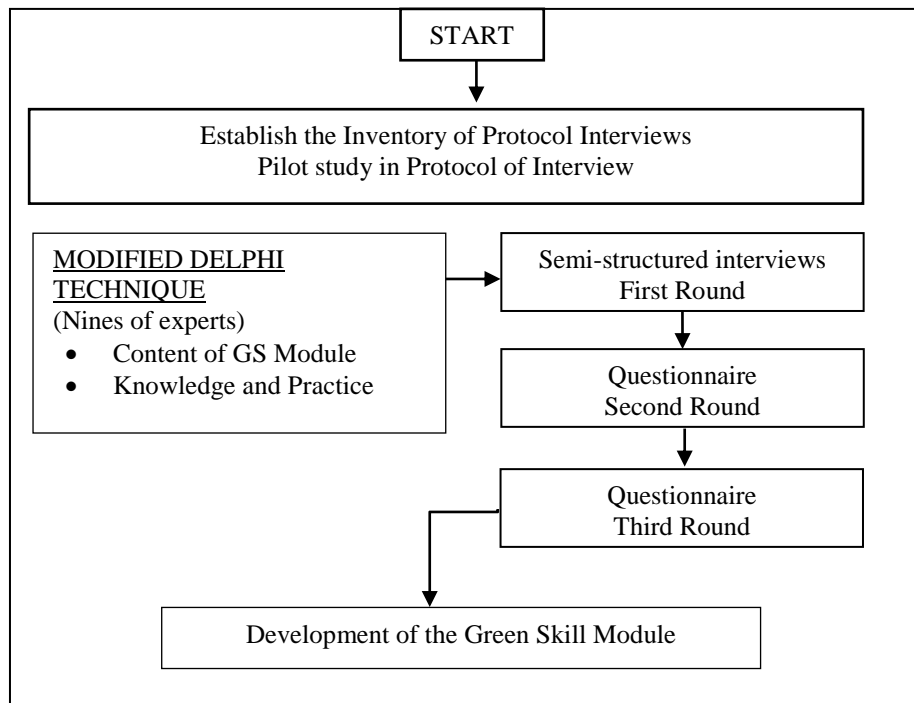 START
Establish the Inventory of Protocol Interviews
Pilot study in Protocol of Interview
MODIFIED DELPHI
TECHNIQUE
(Nines of experts)
• Content of GS Module
• Knowledge and Practice
Semi-structured interviews
First Round
Questionnaire
Second Round
Questionnaire
Third Round
Development of the Green Skill Module